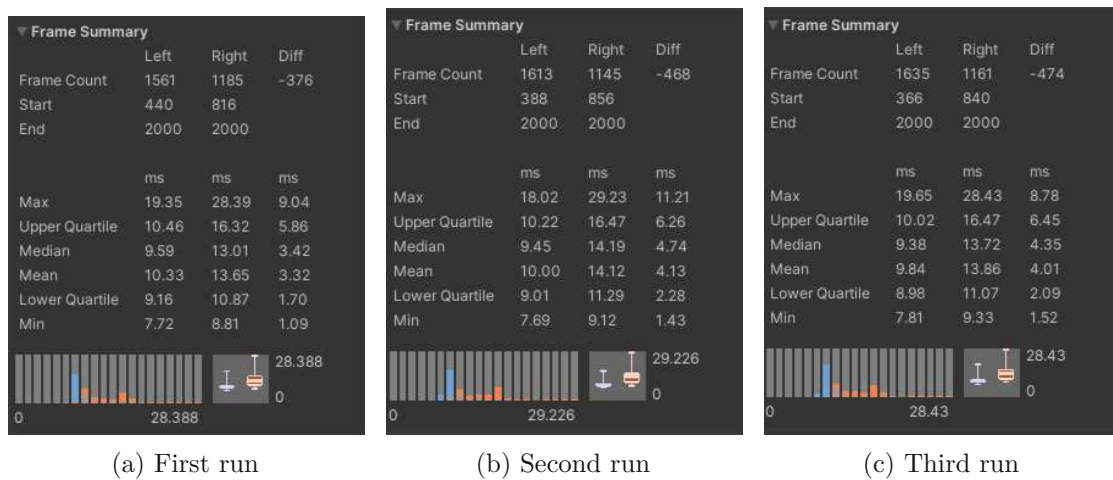 Frame Summary
Left Right Diff
Frame Count 1561 1185 -376
Start 440 816
End 2000 2000
ms ms ms
Max 19.35 28.39 9.04
Upper Quartile 10.46 16.32 5.86
Median 9.59 13.01 3.42
Mean 10.33 13.65 3.32
Lower Quartile 9.16 10.87 1.70
Min 7.72 8.81 1.09
28.388
0
0 28.388
(a) First run
Frame Summary
Left Right Diff
Frame Count 1613 1145 -468
Start 388 856
End 2000 2000
ms ms ms
Max 18.02 29.23 11.21
Upper Quartile 10.22 16.47 6.26
Median 9.45 14.19 4.74
Mean 10.00 14.12 4.13
Lower Quartile 9.01 11.29 2.28
Min 7.69 9.12 1.43
29.226
0
0 29.226
(b) Second run
Frame Summary
Left Right Diff
Frame Count 1635 1161 -474
Start 366 840
End 2000 2000
ms ms ms
Max 19.65 28.43 8.78
Upper Quartile 10.02 16.47 6.45
Median 9.38 13.72 4.35
Mean 9.84 13.86 4.01
Lower Quartile 8.98 11.07 2.09
Min 7.81 9.33 1.52
28.43
0
0 28.43
(c) Third run